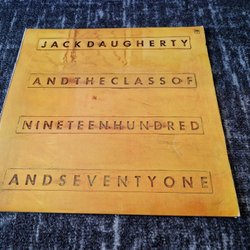 JACKDAUGHERTY
ANDTHECLASSOF
NINETEENHUNDRED
ANDSEVENTYONE